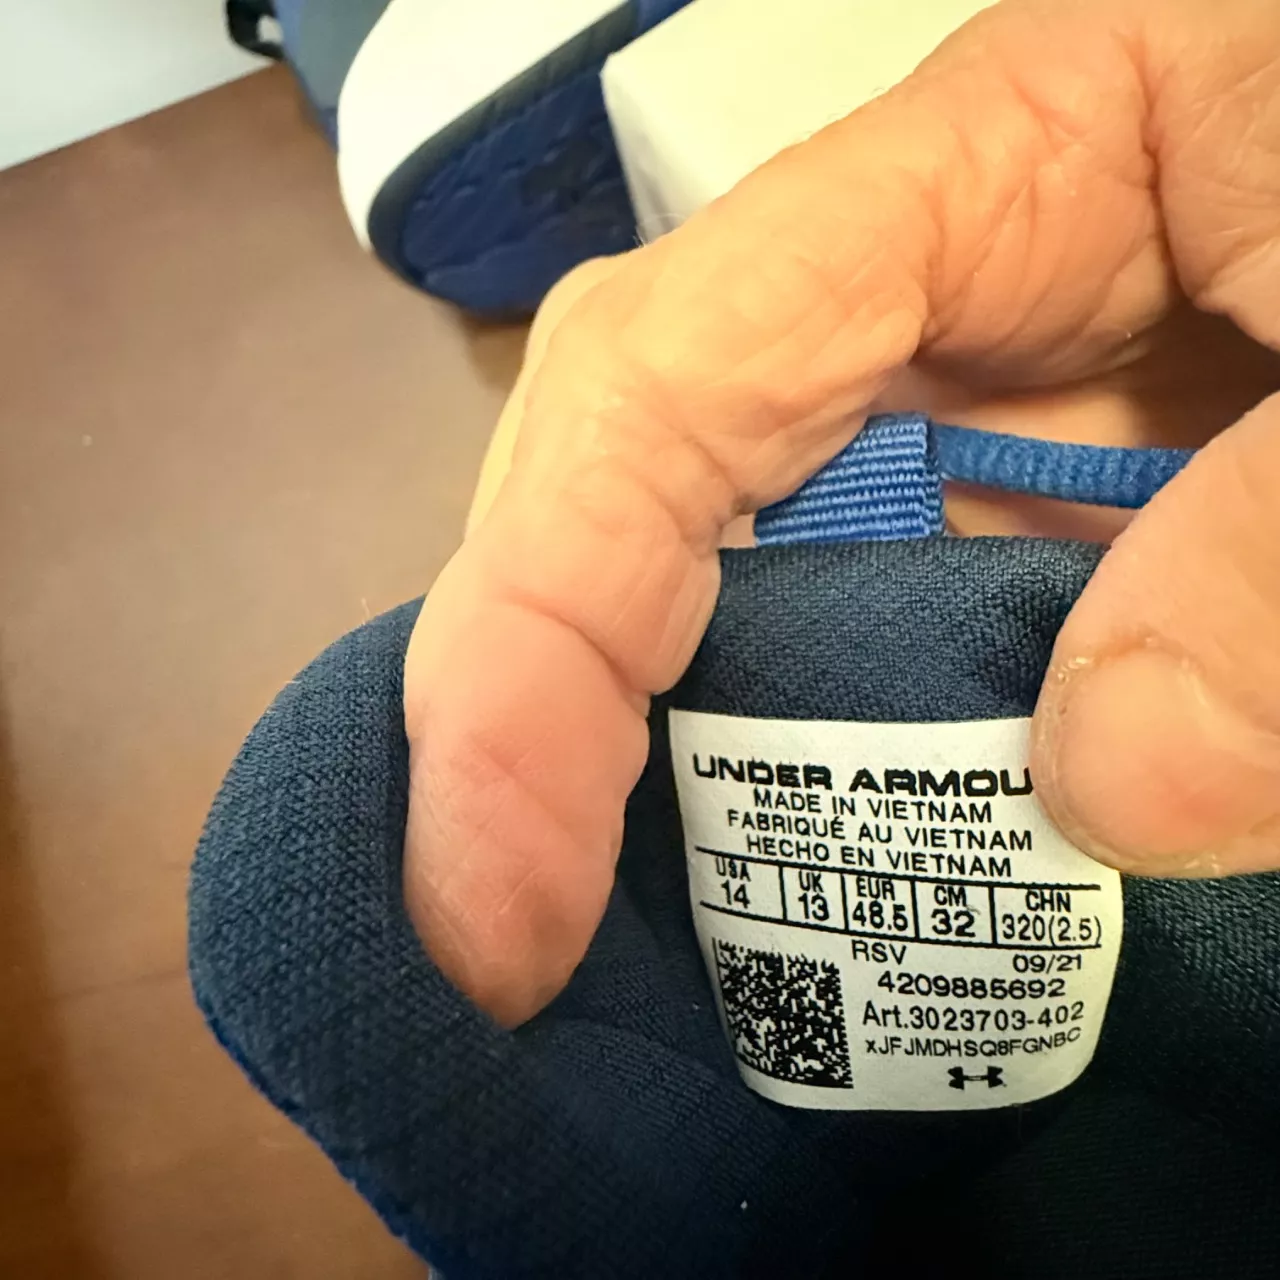 UNDER ARMOU
MADE IN VIETNAM
FABRIQUÉ AU VIETNAM
HECHO EN VIETNAM
USA UK EUR CM CHN
14 13 48.5 32 320(2.5)
RSV 09/21
4209885692
Art.3023703-402
xJFJMDHSQ8FGNBC